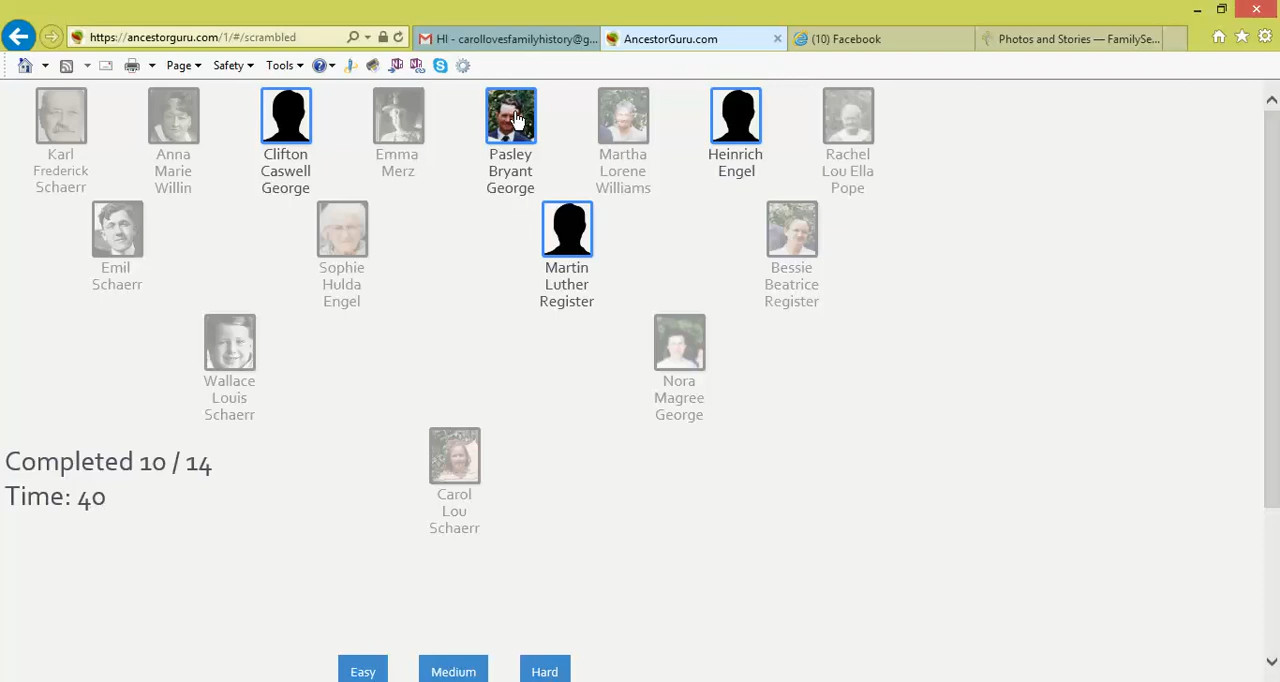 https://ancestorguru.com/1/#/scrambled
HI - carollovesfamilyhistory@g...
AncestorGuru.com
(10) Facebook
Photos and Stories — FamilySe...
Page
Safety
Tools
Karl
Frederick
Schaerr
Anna
Marie
Willin
Clifton
Caswell
George
Emma
Merz
Pasley
Bryant
George
Martha
Lorene
Williams
Heinrich
Engel
Rachel
Lou Ella
Pope
Emil
Schaerr
Sophie
Hulda
Engel
Martin
Luther
Register
Bessie
Beatrice
Register
Wallace
Louis
Schaerr
Nora
Magree
George
Completed 10 / 14
Time: 40
Carol
Lou
Schaerr
Easy
Medium
Hard